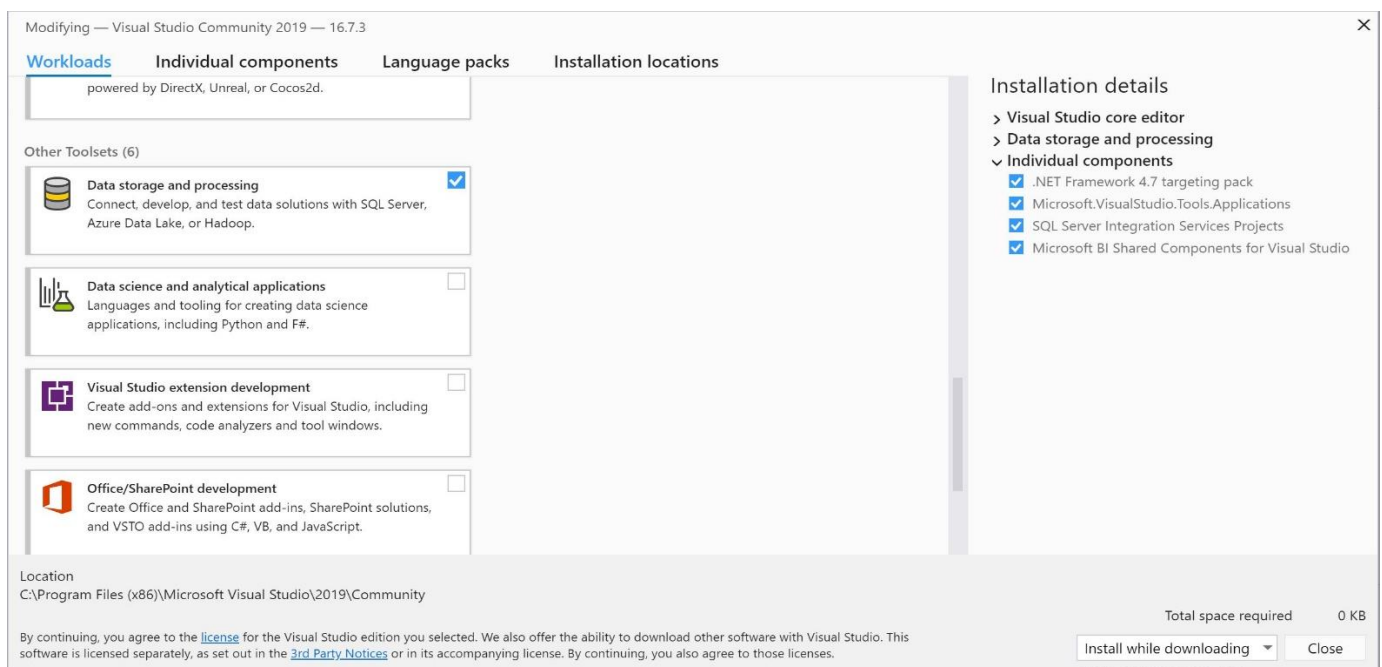 Modifying — Visual Studio Community 2019 — 16.7.3
Workloads Individual components Language packs Installation locations
powered by DirectX, Unreal, or Cocos2d.
Other Toolsets (6)
Data storage and processing
Connect, develop, and test data solutions with SQL Server,
Azure Data Lake, or Hadoop.
Data science and analytical applications
Languages and tooling for creating data science
applications, including Python and F#.
Visual Studio extension development
Create add-ons and extensions for Visual Studio, including
new commands, code analyzers and tool windows.
Office/SharePoint development
Create Office and SharePoint add-ins, SharePoint solutions,
and VSTO add-ins using C#, VB, and JavaScript.
Installation details
Visual Studio core editor
Data storage and processing
Individual components
.NET Framework 4.7 targeting pack
Microsoft.VisualStudio.Tools.Applications
SQL Server Integration Services Projects
Microsoft BI Shared Components for Visual Studio
Location
C:\Program Files (x86)\Microsoft Visual Studio\2019\Community
Total space required 0 KB
By continuing, you agree to the license for the Visual Studio edition you selected. We also offer the ability to download other software with Visual Studio. This
software is licensed separately, as set out in the 3rd Party Notices or in its accompanying license. By continuing, you also agree to those licenses.
Install while downloading Close